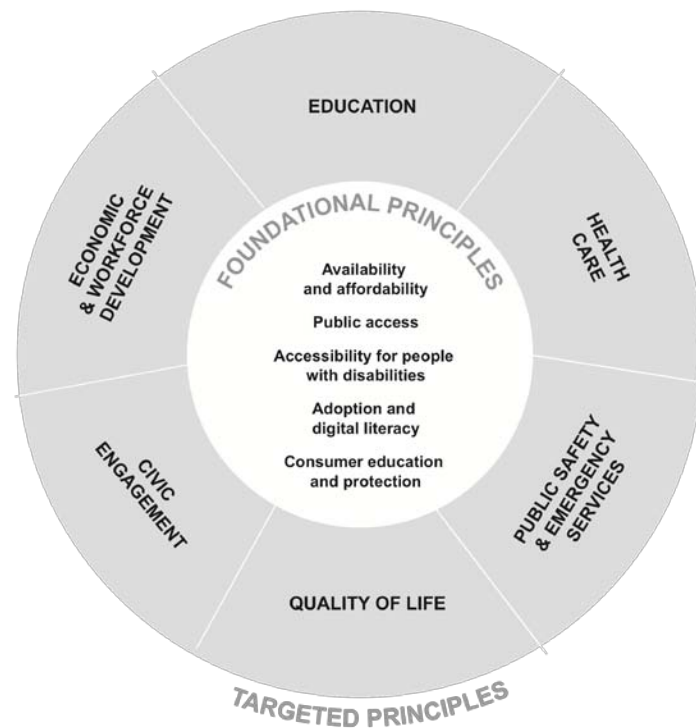 EDUCATION
HEALTH
CARE
PUBLIC SAFETY
& EMERGENCY
SERVICES
QUALITY OF LIFE
CIVIC
ENGAGEMENT
ECONOMIC
& WORKFORCE
DEVELOPMENT
FOUNDATIONAL PRINCIPLES
Availability
and affordability
Public access
Accessibility for people
with disabilities
Adoption and
digital literacy
Consumer education
and protection
TARGETED PRINCIPLES